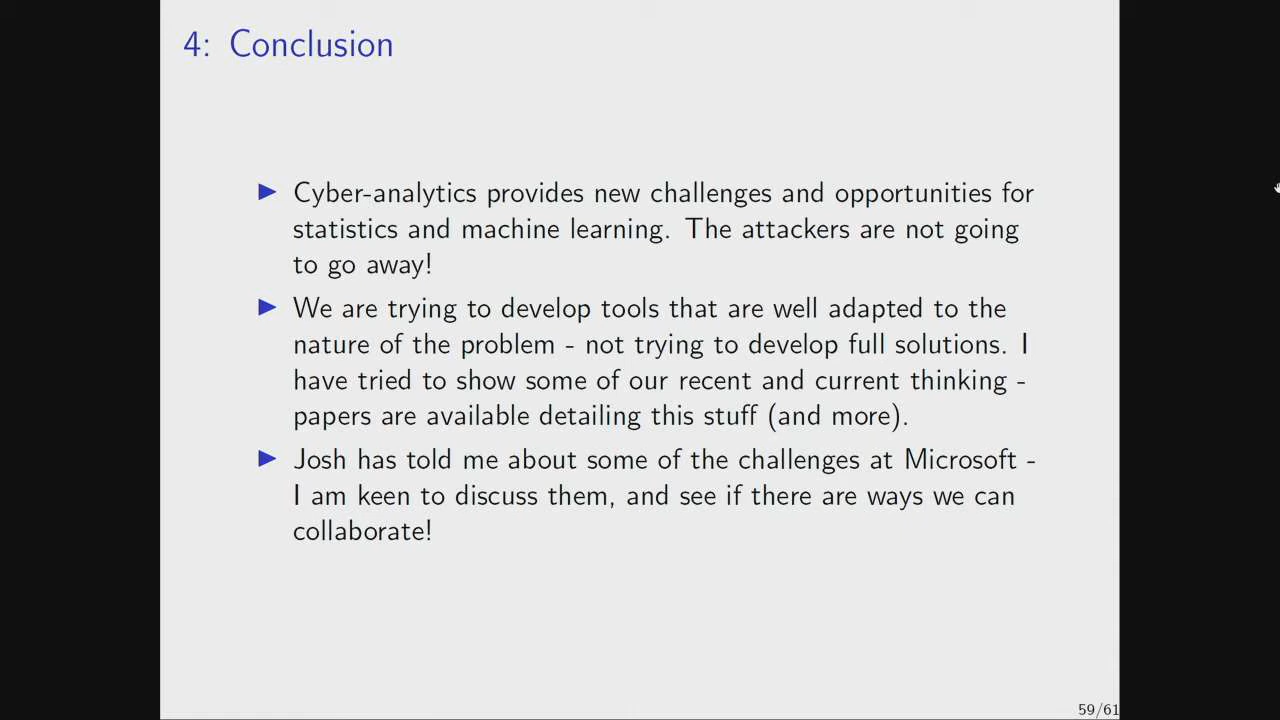 4: Conclusion
Cyber-analytics provides new challenges and opportunities for
statistics and machine learning. The attackers are not going
to go away!
We are trying to develop tools that are well adapted to the
nature of the problem - not trying to develop full solutions. I
have tried to show some of our recent and current thinking -
papers are available detailing this stuff (and more).
Josh has told me about some of the challenges at Microsoft -
I am keen to discuss them, and see if there are ways we can
collaborate!
59/61